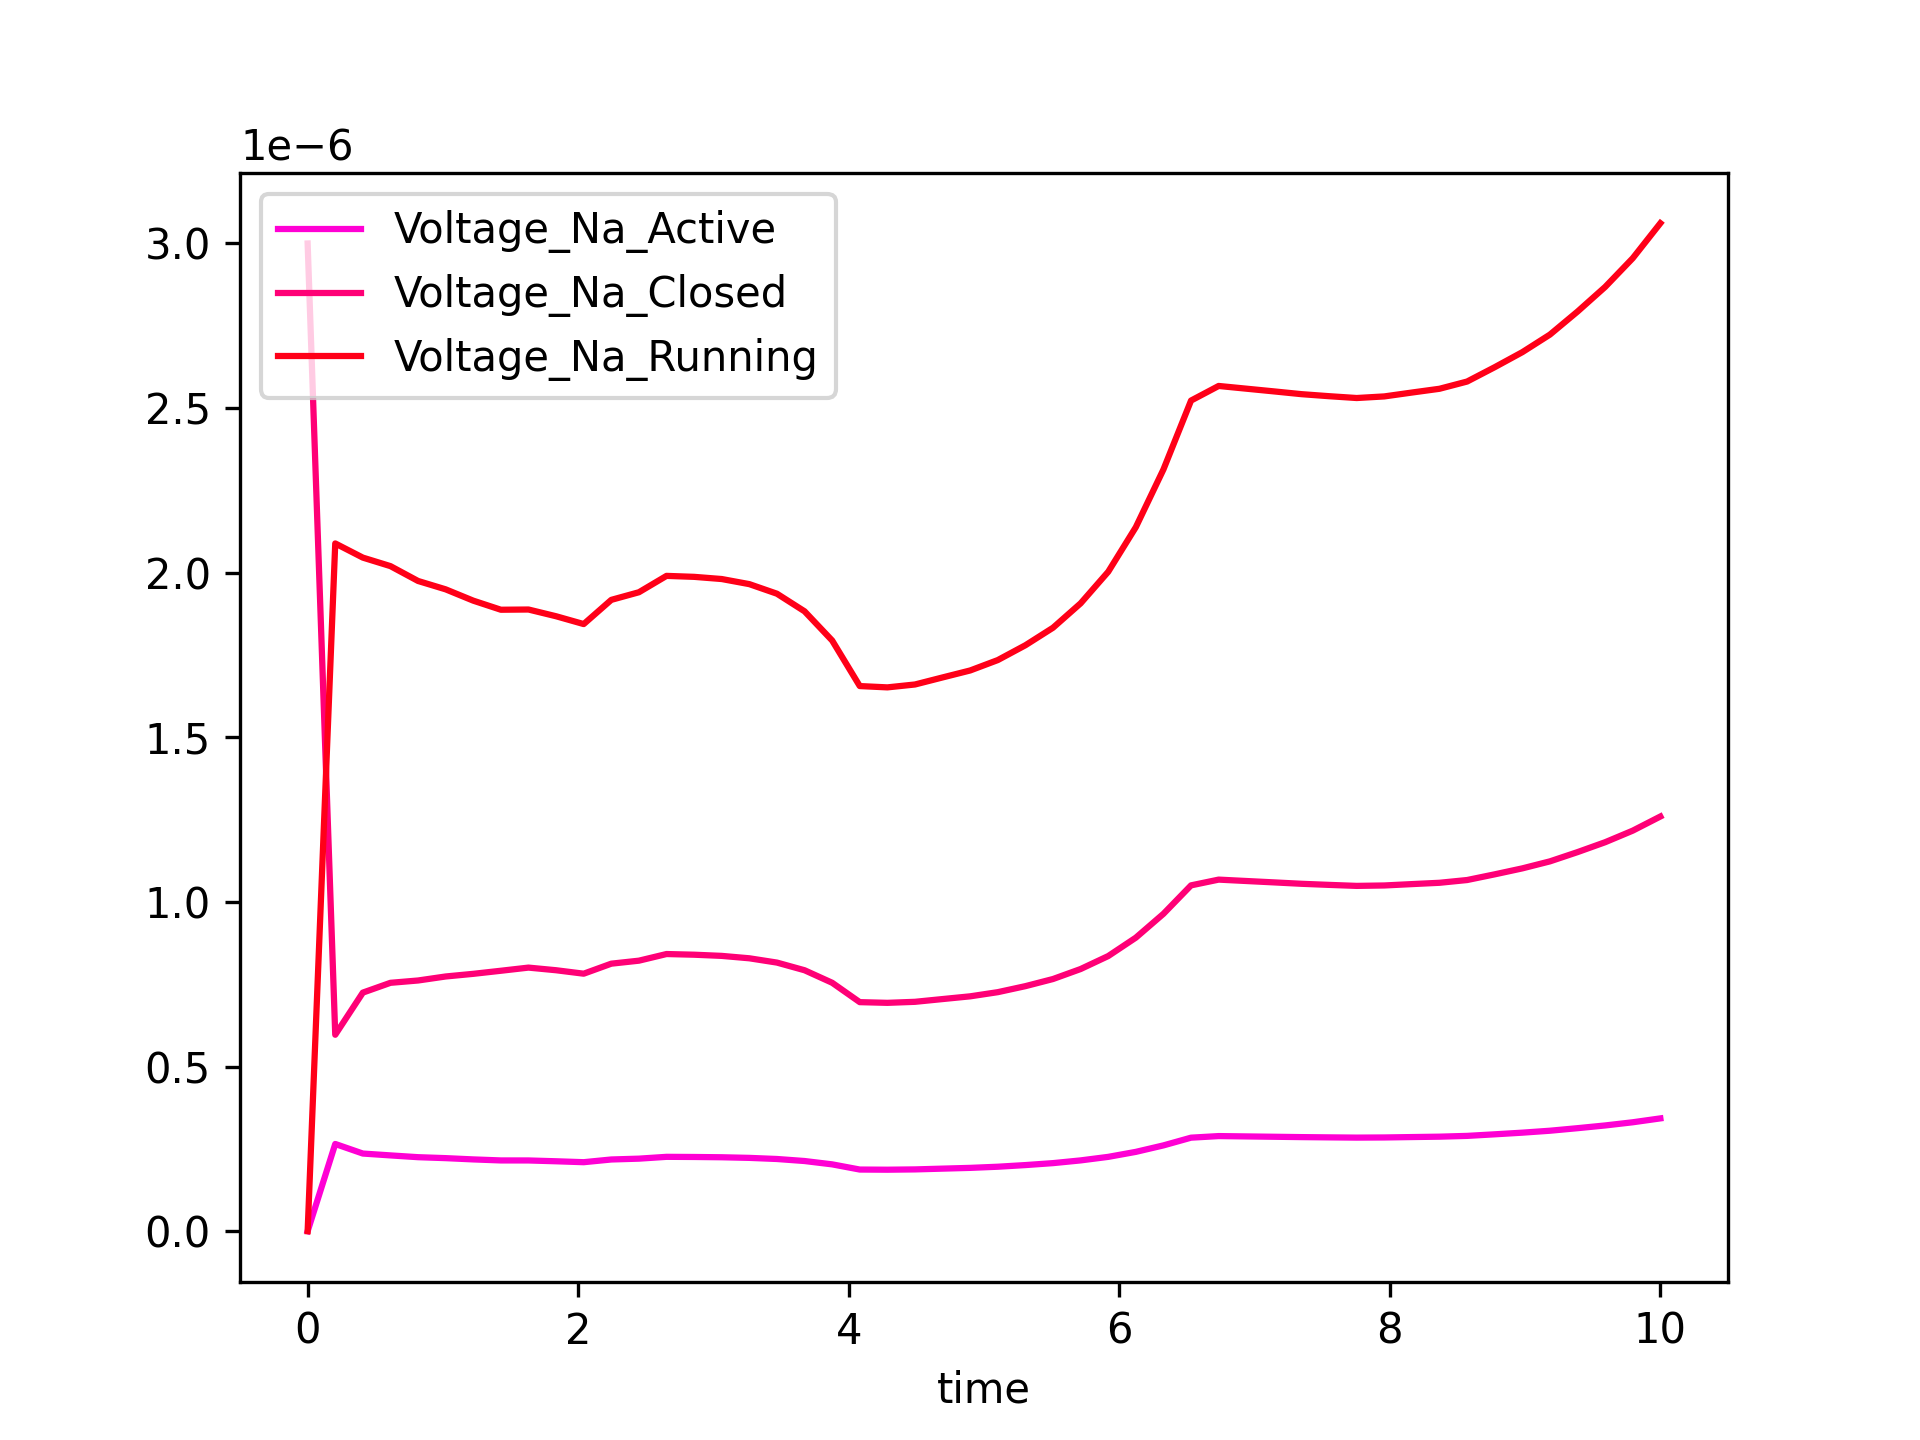 1e−6
Voltage_Na_Active
Voltage_Na_Closed
Voltage_Na_Running
3.0
2.5
2.0
1.5
1.0
0.5
0.0
0 2 4 6 8 10
time